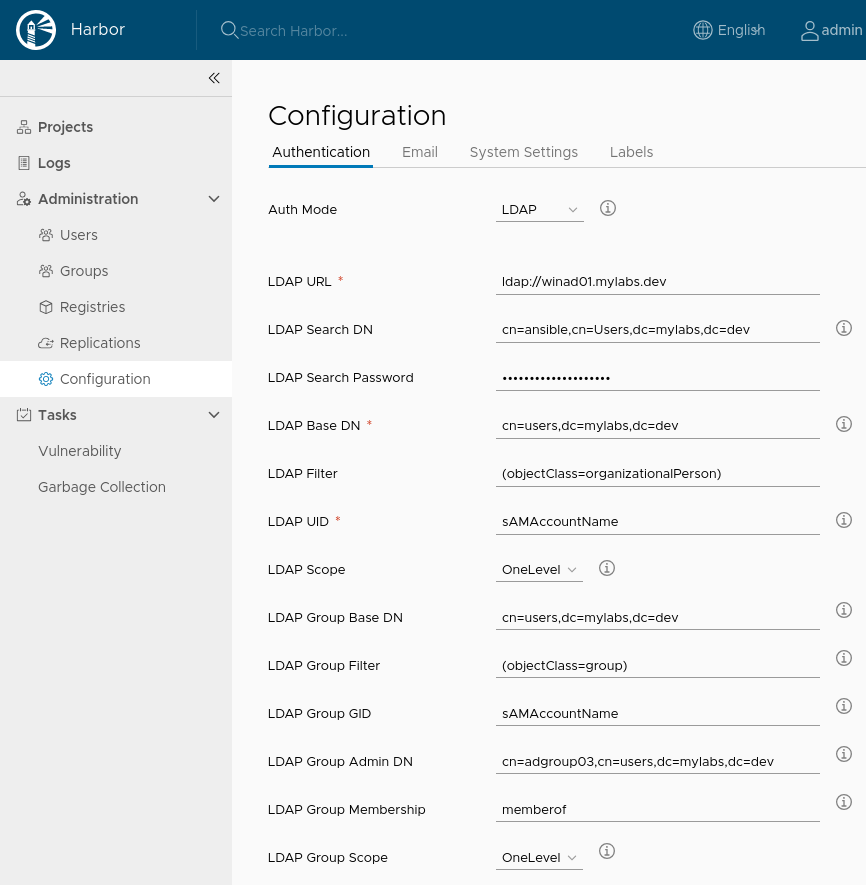 Harbor
Search Harbor...
English
admin
Projects
Logs
Administration
Users
Groups
Registries
Replications
Configuration
Tasks
Vulnerability
Garbage Collection
Configuration
Authentication Email System Settings Labels
Auth Mode LDAP
LDAP URL * ldap://winad01.mylabs.dev
LDAP Search DN cn=ansible,cn=Users,dc=mylabs,dc=dev
LDAP Search Password ••••••••••••••••••••
LDAP Base DN * cn=users,dc=mylabs,dc=dev
LDAP Filter (objectClass=organizationalPerson)
LDAP UID * sAMAccountName
LDAP Scope OneLevel
LDAP Group Base DN cn=users,dc=mylabs,dc=dev
LDAP Group Filter (objectClass=group)
LDAP Group GID sAMAccountName
LDAP Group Admin DN cn=adgroup03,cn=users,dc=mylabs,dc=dev
LDAP Group Membership memberof
LDAP Group Scope OneLevel